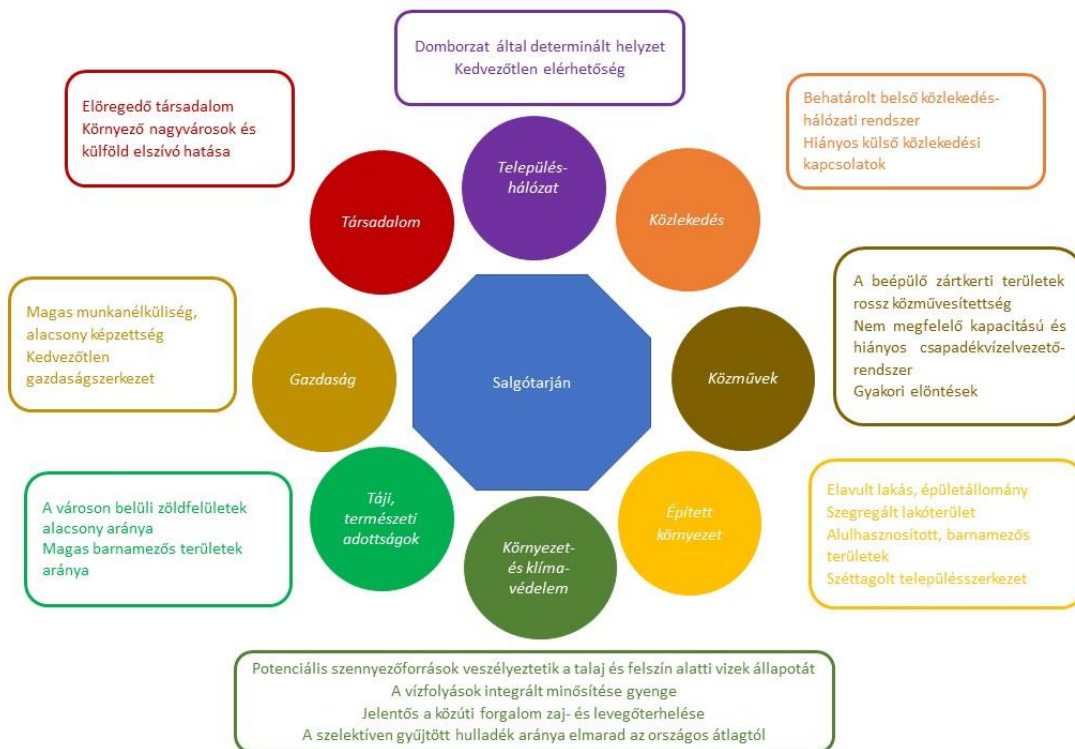 Domborzat által determinált helyzet
Kedvezőtlen elérhetőség
Elöregedő társadalom
Környező nagyvárosok és
külföld elszívó hatása
Behatárolt belső közlekedés-
hálózati rendszer
Hiányos külső közlekedési
kapcsolatok
Település-
hálózat
Társadalom
Közlekedés
Magas munkanélküliség,
alacsony képzettség
Kedvezőtlen
gazdaságszerkezet
Gazdaság
Salgótarján
Közművek
A beépülő zártkerti területek
rossz közművesítettség
Nem megfelelő kapacitású és
hiányos csapadékvízelvezető-
rendszer
Gyakori elöntések
A városon belüli zöldfelületek
alacsony aránya
Magas barnamezős területek
aránya
Táji,
természeti
adottságok
Környezet-
és klíma-
védelem
Épített
környezet
Elavult lakás, épületállomány
Szegregált lakóterület
Alulhasznosított, barnamezős
területek
Széttagolt településszerkezet
Potenciális szennyezőforrások veszélyeztetik a talaj és felszín alatti vizek állapotát
A vízfolyások integrált minősítése gyenge
Jelentős a közúti forgalom zaj- és levegőterhelése
A szelektíven gyűjtött hulladék aránya elmarad az országos átlagtól